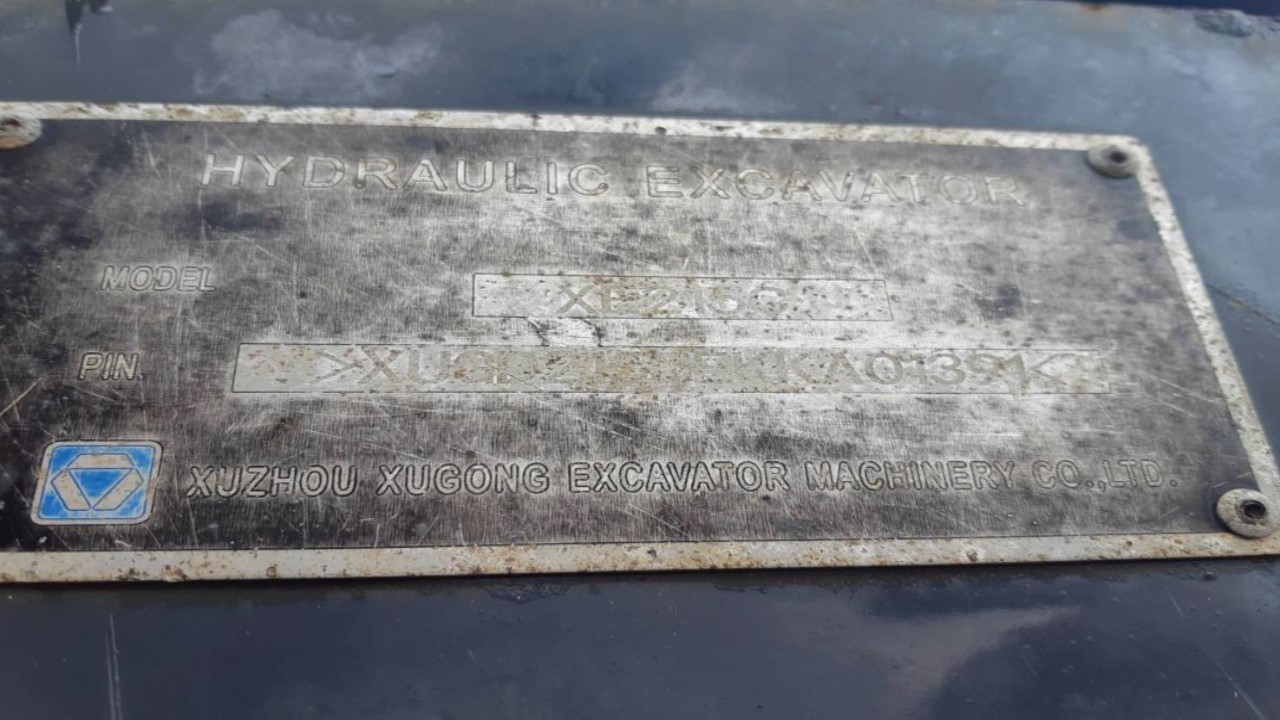 HYDRAULIC EXCAVATOR
MODEL
PIN.
XUZHOU XUGONG EXCAVATOR MACHINERY CO.,LTD.